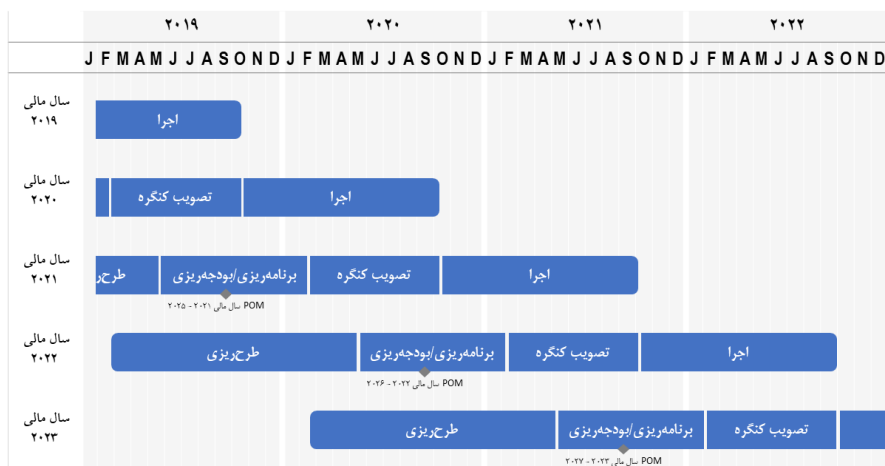 ۲۰۱۹ ۲۰۲۰ ۲۰۲۱ ۲۰۲۲
J F M A M J J A S O N D J F M A M J J A S O N D J F M A M J J A S O N D J F M A M J J A S O N D
سال مالی
۲۰۱۹
اجرا
سال مالی
۲۰۲۰
تصویب کنگره
اجرا
سال مالی
۲۰۲۱
طرح‌ر
برنامه‌ریزی/بودجه‌ریزی
تصویب کنگره
اجرا
POM سال مالی ۲۰۲۱ - ۲۰۲۵
سال مالی
۲۰۲۲
طرح‌ریزی
برنامه‌ریزی/بودجه‌ریزی
تصویب کنگره
اجرا
POM سال مالی ۲۰۲۲ - ۲۰۲۶
سال مالی
۲۰۲۳
طرح‌ریزی
برنامه‌ریزی/بودجه‌ریزی
تصویب کنگره
POM سال مالی ۲۰۲۳ - ۲۰۲۷